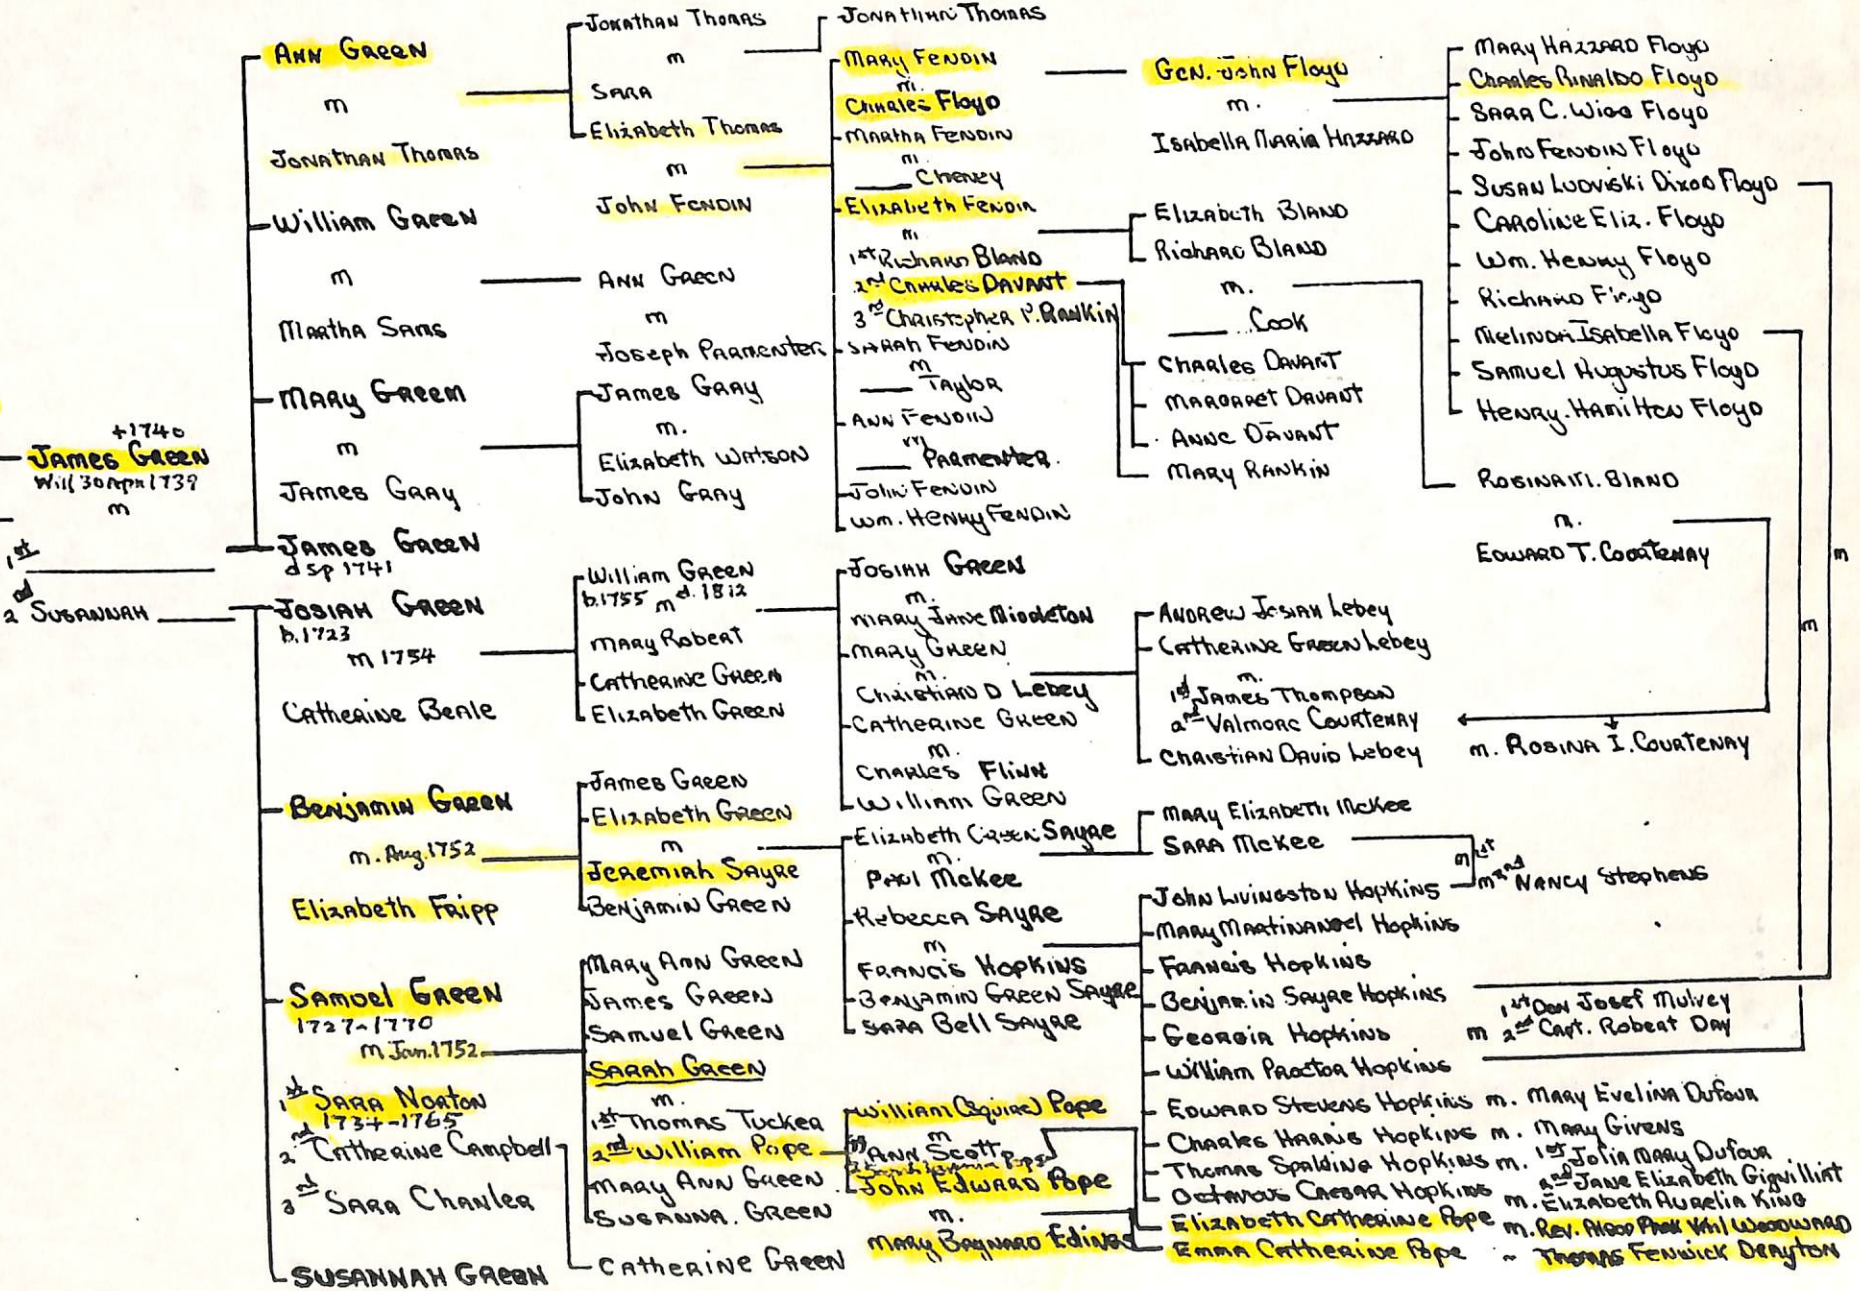 +1740
James Green
Will 30 Apr 1739
m
1st
2nd Susannah
Ann Green
m
Jonathan Thomas
William Green
m
Martha Sams
Mary Green
m
James Gray
James Green
d sp 1741
Josiah Green
b.1723
m 1754
Catherine Beale
Benjamin Green
m. Aug. 1752
Elizabeth Fripp
Samuel Green
1727-1770
m Jan. 1752
1st Sara Norton
1734-1765
2nd Catherine Campbell
3rd Sara Chanler
Susannah Green
Jonathan Thomas
m
Sara
Elizabeth Thomas
m
John Fendin
Ann Green
m
Joseph Parmenter
James Gray
m.
Elizabeth Watson
John Gray
William Green
b.1755 m d. 1812
Mary Robert
Catherine Green
Elizabeth Green
James Green
Elizabeth Green
m
Jeremiah Sayre
Benjamin Green
Mary Ann Green
James Green
Samuel Green
Sarah Green
m.
1st Thomas Tucker
2nd William Pope
Mary Ann Green
Susanna. Green
Catherine Green
Jonathan Thomas
Mary Fendin
m.
Charles Floyd
Martha Fendin
m.
____ Cheney
Elizabeth Fendin
m.
1st Richard Bland
2nd Charles Davant
3rd Christopher P. Rankin
Sarah Fendin
m
____ Taylor
Ann Fendin
m
____ Parmenter.
John Fendin
Wm. Henry Fendin
Josiah Green
m.
Mary Jane Middleton
Mary Green
m.
Christian D Lebey
Catherine Green
m.
Charles Flinn
William Green
Elizabeth Green Sayre
m.
Paul McKee
Rebecca Sayre
m
Francis Hopkins
Benjamin Green Sayre
Sara Bell Sayre
William (Squire) Pope
m
Ann Scott
John Edward Pope
m.
Mary Baynard Edings
Gen. John Floyd
m.
Isabella Maria Hazzard
Elizabeth Bland
Richard Bland
m.
____ Cook
Charles Davant
Margaret Davant
Anne Davant
Mary Rankin
Andrew Josiah Lebey
Catherine Green Lebey
m.
1st James Thompson
2nd Valmore Courtenay
Christian David Lebey
Mary Elizabeth McKee
Sara McKee
m 1st
John Livingston Hopkins m 2nd Nancy Stephens
Mary Martinangel Hopkins
Francis Hopkins
Benjamin Sayre Hopkins
Georgia Hopkins m 1st Don Josef Mulvey
2nd Capt. Robert Day
William Proctor Hopkins
Edward Stevens Hopkins m. Mary Evelina Dufour
Charles Harris Hopkins m. Mary Givens
Thomas Spalding Hopkins m. 1st Julia Mary Dufour
2nd Jane Elizabeth Gignilliat
Octavous Caesar Hopkins m. Elizabeth Aurelia King
Elizabeth Catherine Pope m. Rev. Woodward
Emma Catherine Pope ~ Thomas Fenwick Drayton
Mary Hazzard Floyd
Charles Rinaldo Floyd
Sara C. Wigg Floyd
John Fendin Floyd
Susan Ludviski Dixon Floyd
Caroline Eliz. Floyd
Wm. Henry Floyd
Richard Floyd
Melinda Isabella Floyd
Samuel Augustus Floyd
Henry. Hamilton Floyd
Rosina M. Bland
m.
Edward T. Courtenay
m. Rosina I. Courtenay
m
m